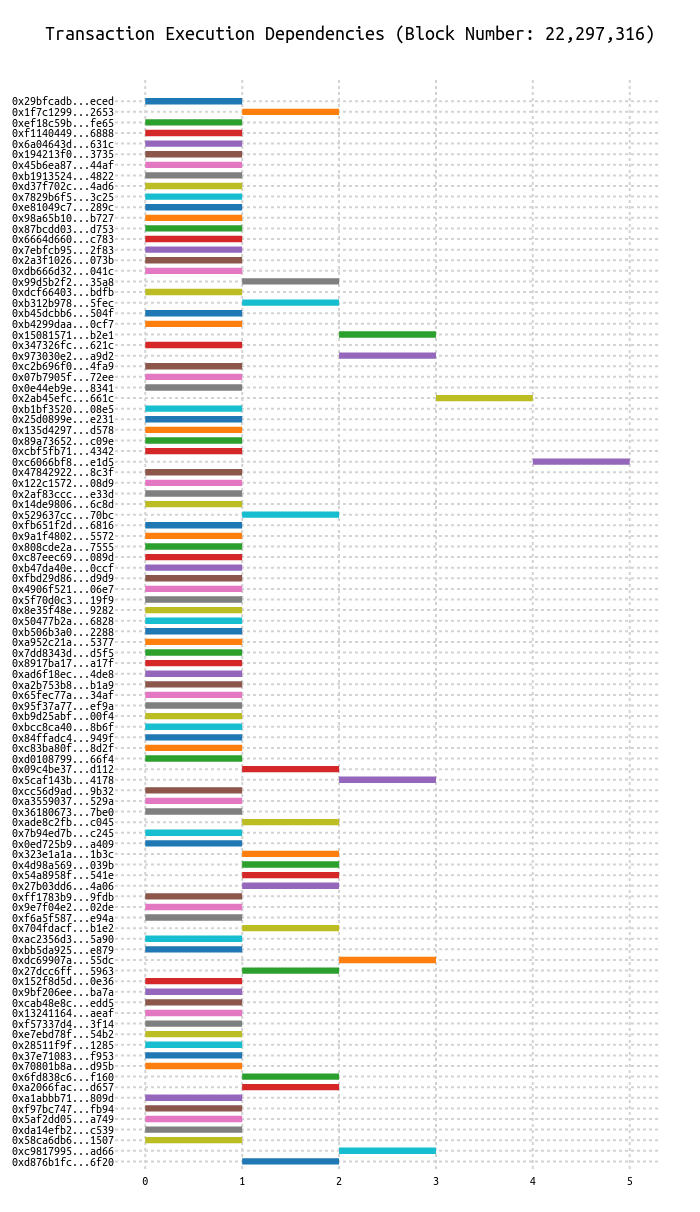 Transaction Execution Dependencies (Block Number: 22,297,316)
0x29bfcadb...eced
0x1f7c1299...2653
0xef18c59b...fe65
0xf1140449...6888
0x6a04643d...631c
0x194213f0...3735
0x45b6ea87...44af
0xb1913524...4822
0xd37f702c...4ad6
0x7829b6f5...3c25
0xe81049c7...289c
0x98a65b10...b727
0x87bcdd03...d753
0x6664d660...c783
0x7ebfcb95...2f83
0x2a3f1026...073b
0xdb666d32...041c
0x99d5b2f2...35a8
0xdcf66403...bdfb
0xb312b978...5fec
0xb45dcbb6...504f
0xb4299daa...0cf7
0x15081571...b2e1
0x347326fc...621c
0x973030e2...a9d2
0xc2b696f0...4fa9
0x07b7905f...72ee
0x0e44eb9e...8341
0x2ab45efc...661c
0xb1bf3520...08e5
0x25d0899e...e231
0x135d4297...d578
0x89a73652...c09e
0xcbf5fb71...4342
0xc6066bf8...e1d5
0x47842922...8c3f
0x122c1572...08d9
0x2af83ccc...e33d
0x14de9806...6c8d
0x529637cc...70bc
0xfb651f2d...6816
0x9a1f4802...5572
0x808cde2a...7555
0xc87eec69...089d
0xb47da40e...0ccf
0xfbd29d86...d9d9
0x4906f521...06e7
0x5f70d0c3...19f9
0x8e35f48e...9282
0x50477b2a...6828
0xb506b3a0...2288
0xa952c21a...5377
0x7dd8343d...d5f5
0x8917ba17...a17f
0xad6f18ec...4de8
0xa2b753b8...b1a9
0x65fec77a...34af
0x95f37a77...ef9a
0xb9d25abf...00f4
0xbcc8ca40...8b6f
0x84ffadc4...949f
0xc83ba80f...8d2f
0xd0108799...66f4
0x09c4be37...d112
0x5caf143b...4178
0xcc56d9ad...9b32
0xa3559037...529a
0x36180673...7be0
0xade8c2fb...c045
0x7b94ed7b...c245
0x0ed725b9...a409
0x323e1a1a...1b3c
0x4d98a569...039b
0x54a8958f...541e
0x27b03dd6...4a06
0xff1783b9...9fdb
0x9e7f04e2...02de
0xf6a5f587...e94a
0x704fdacf...b1e2
0xac2356d3...5a90
0xbb5da925...e879
0xdc69907a...55dc
0x27dcc6ff...5963
0x152f8d5d...0e36
0x9bf206ee...ba7a
0xcab48e8c...edd5
0x13241164...aeaf
0xf57337d4...3f14
0xe7ebd78f...54b2
0x28511f9f...1285
0x37e71083...f953
0x70801b8a...d95b
0x6fd838c6...f160
0xa2066fac...d657
0xa1abbb71...809d
0xf97bc747...fb94
0x5af2dd05...a749
0xda14efb2...c539
0x58ca6db6...1507
0xc9817995...ad66
0xd876b1fc...6f20
0 1 2 3 4 5